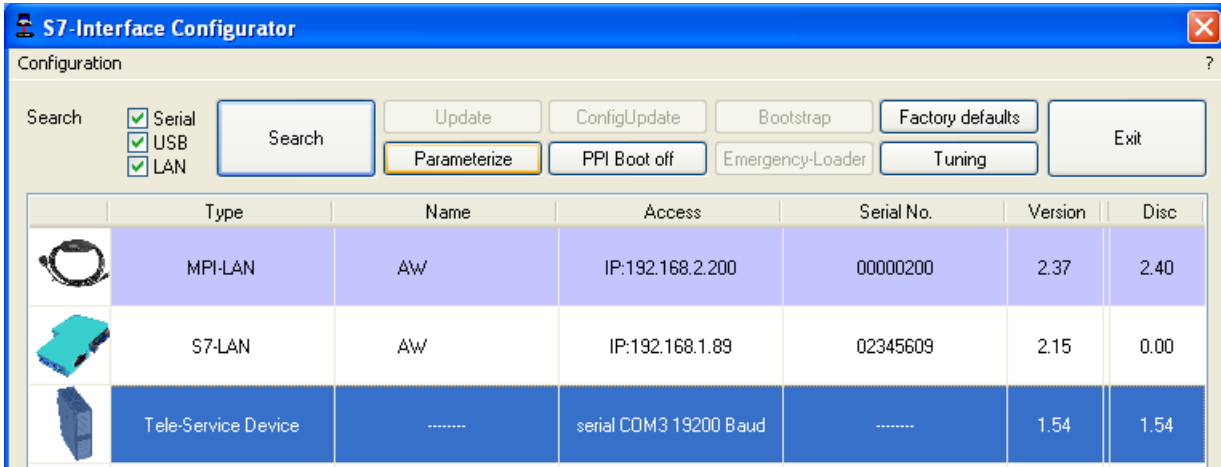 S7-Interface Configurator
Configuration ?
Search Serial USB LAN Search Update ConfigUpdate Bootstrap Factory defaults Exit
Parameterize PPI Boot off Emergency-Loader Tuning
Type Name Access Serial No. Version Disc
MPI-LAN AW IP:192.168.2.200 00000200 2.37 2.40
S7-LAN AW IP:192.168.1.89 02345609 2.15 0.00
Tele-Service Device -------- serial COM3 19200 Baud -------- 1.54 1.54